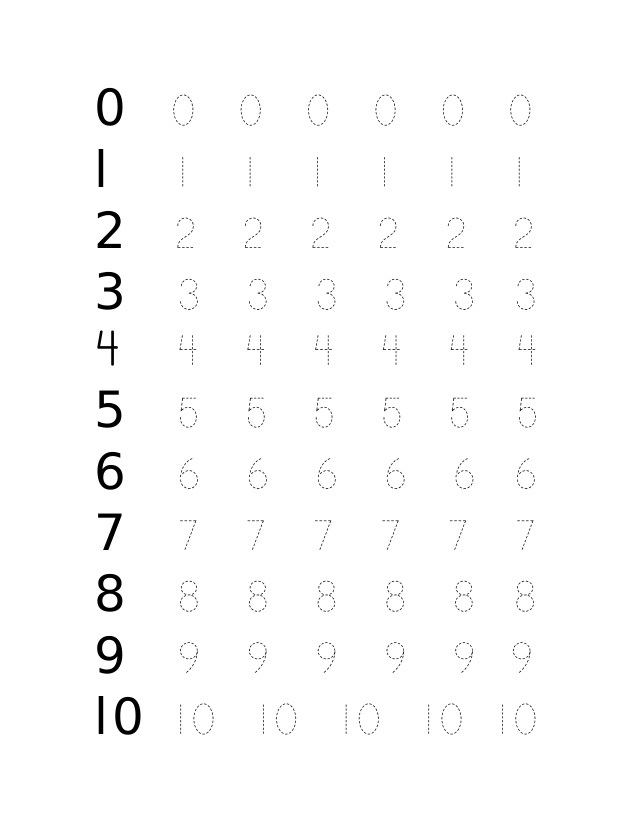 0 0 0 0 0 0 0
1 1 1 1 1 1 1
2 2 2 2 2 2 2
3 3 3 3 3 3 3
4 4 4 4 4 4 4
5 5 5 5 5 5 5
6 6 6 6 6 6 6
7 7 7 7 7 7 7
8 8 8 8 8 8 8
9 9 9 9 9 9 9
10 10 10 10 10 10